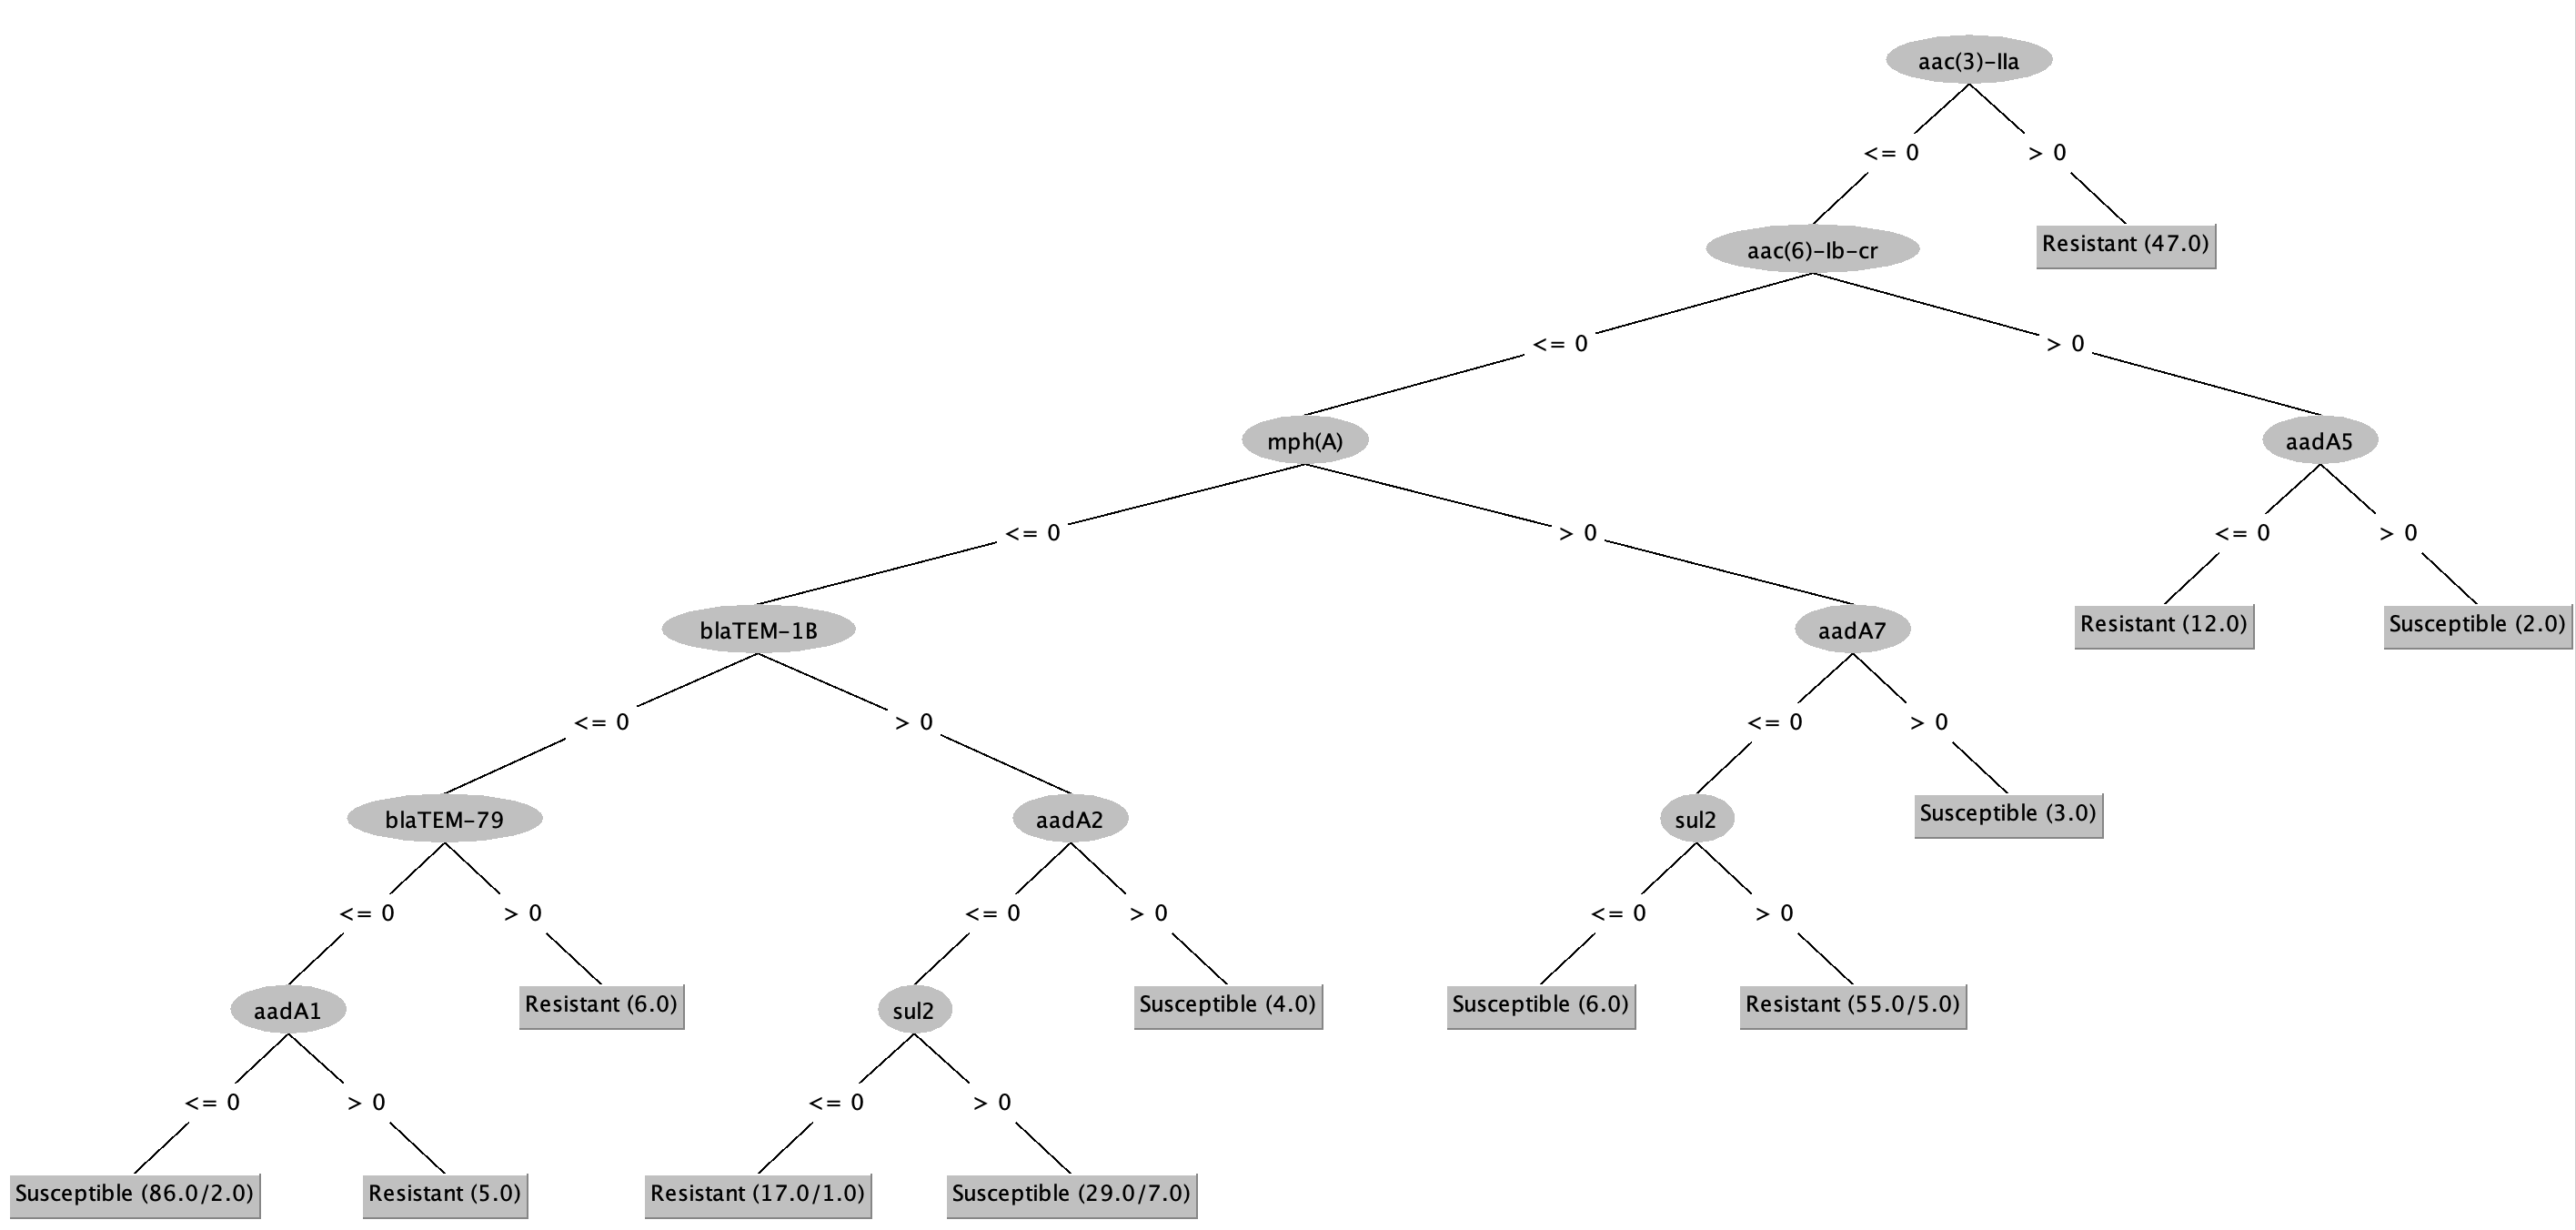 aac(3)-IIa
<= 0
> 0
aac(6)-Ib-cr
Resistant (47.0)
<= 0
> 0
mph(A)
aadA5
<= 0
> 0
<= 0
> 0
blaTEM-1B
aadA7
Resistant (12.0)
Susceptible (2.0)
<= 0
> 0
<= 0
> 0
blaTEM-79
aadA2
sul2
Susceptible (3.0)
<= 0
> 0
<= 0
> 0
<= 0
> 0
aadA1
Resistant (6.0)
sul2
Susceptible (4.0)
Susceptible (6.0)
Resistant (55.0/5.0)
<= 0
> 0
<= 0
> 0
Susceptible (86.0/2.0)
Resistant (5.0)
Resistant (17.0/1.0)
Susceptible (29.0/7.0)